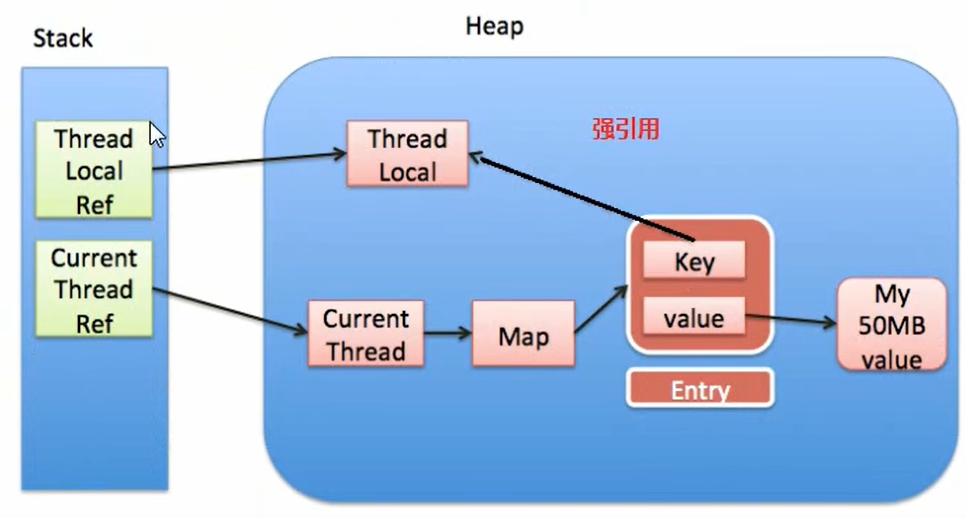 Stack
Heap
Thread
Local
Ref
Current
Thread
Ref
Thread
Local
强引用
Current
Thread
Map
Key
value
Entry
My
50MB
value